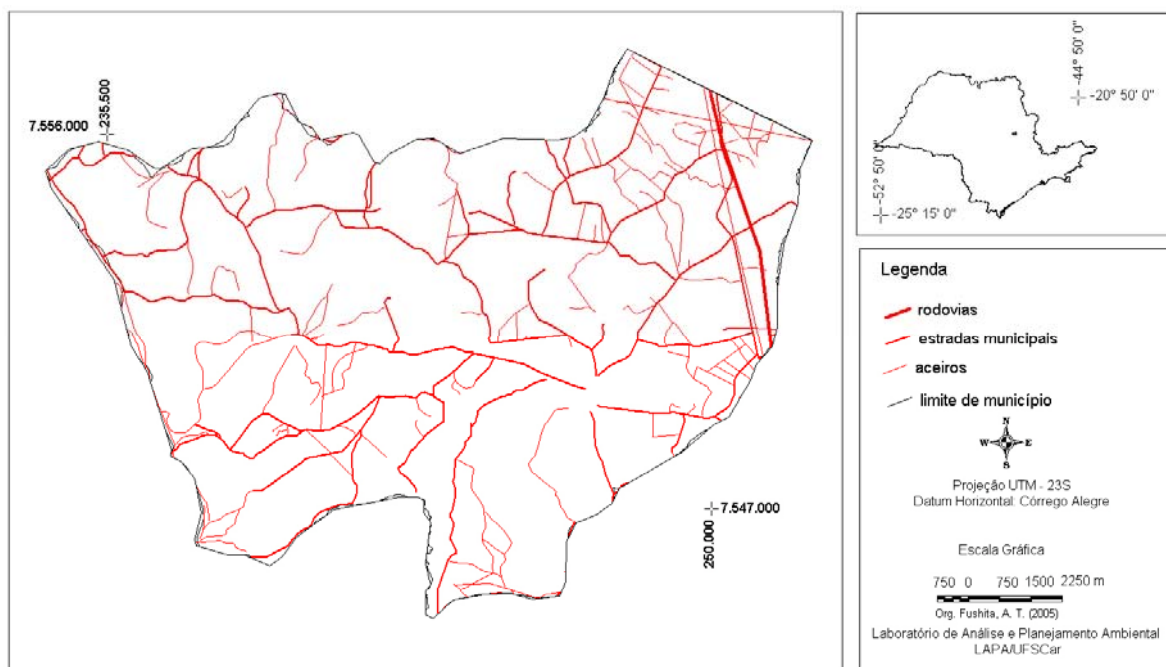 7.556.000
235.500
7.547.000
250.000
-44° 50' 0"
-20° 50' 0"
-52° 50'
-25° 15' 0"
Legenda
rodovias
estradas municipais
aceiros
limite de município
N
W E
S
Projeção UTM - 23S
Datum Horizontal: Córrego Alegre
Escala Gráfica
750 0 750 1500 2250 m
Org. Fushita, A. T. (2005)
Laboratório de Análise e Planejamento Ambiental
LAPA/UFSCar